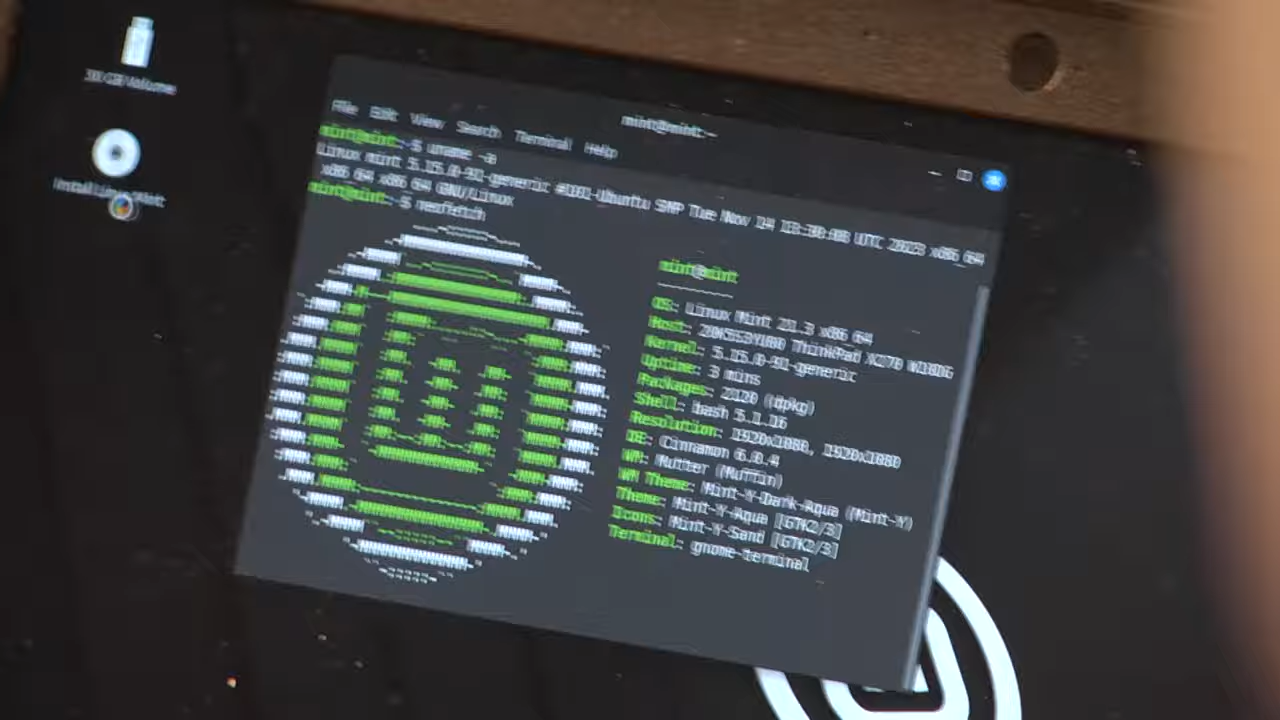 File Edit View Search Terminal Help
mint@mint:~
mint@mint:~$ uname -a
Linux mint 5.15.0-91-generic #101-Ubuntu SMP Tue Nov 14 13:30:08 UTC 2023 x86_64
x86_64 x86_64 GNU/Linux
mint@mint:~$ neofetch
mint@mint
OS: Linux Mint 21.3 x86_64
Host: ThinkPad X270
Kernel: 5.15.0-91-generic
Uptime: 3 mins
Packages: 2120 (dpkg)
Shell: bash 5.1.16
Resolution: 1920x1080, 1920x1080
DE: Cinnamon 6.0.4
WM: Mutter (Muffin)
WM Theme: Mint-Y-Dark-Aqua (Mint-Y)
Theme: Mint-Y-Aqua [GTK2/3]
Icons: Mint-Y-Sand [GTK2/3]
Terminal: gnome-terminal
GB Volume
Install Linux Mint